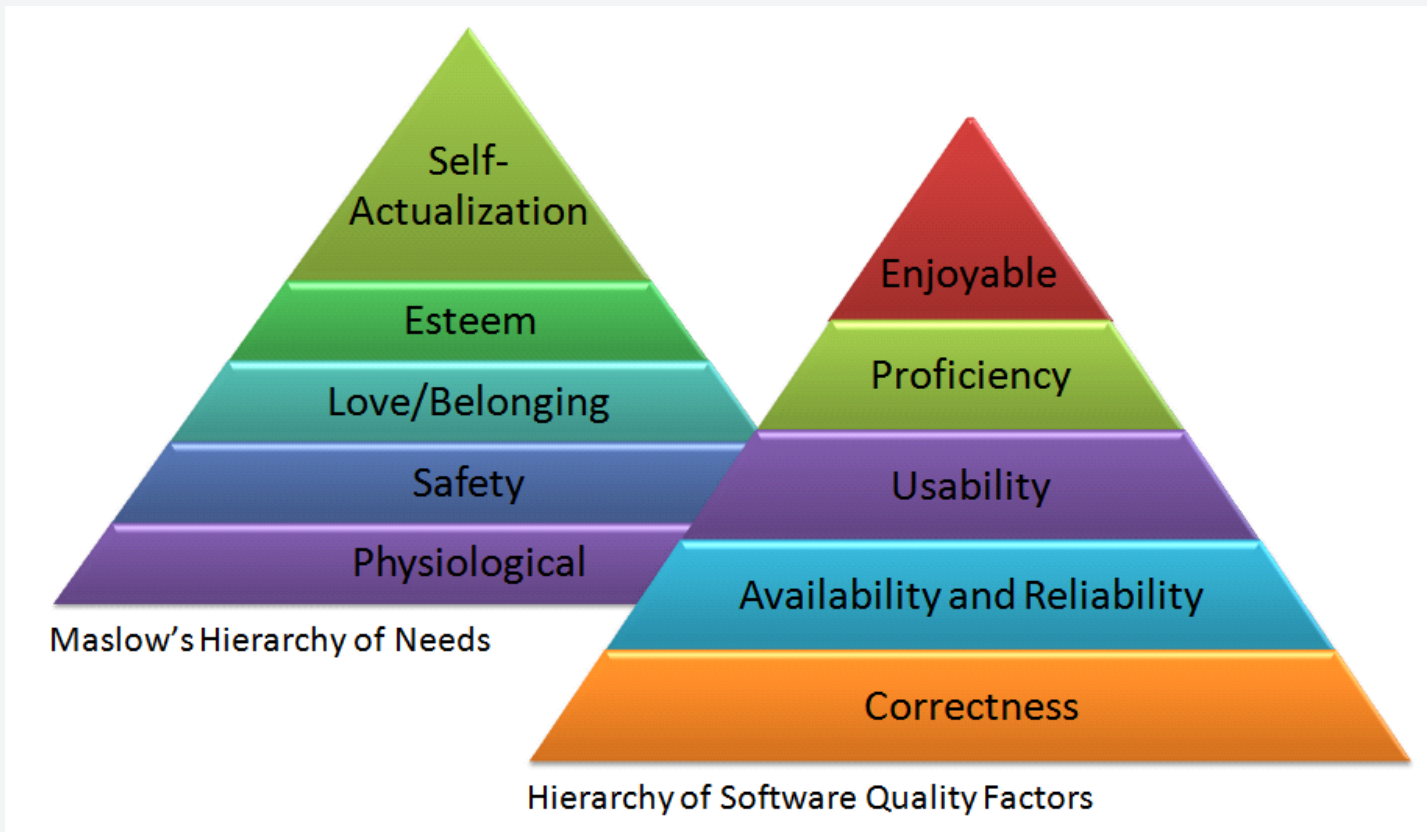 Self-
Actualization
Esteem
Love/Belonging
Safety
Physiological
Maslow's Hierarchy of Needs
Enjoyable
Proficiency
Usability
Availability and Reliability
Correctness
Hierarchy of Software Quality Factors